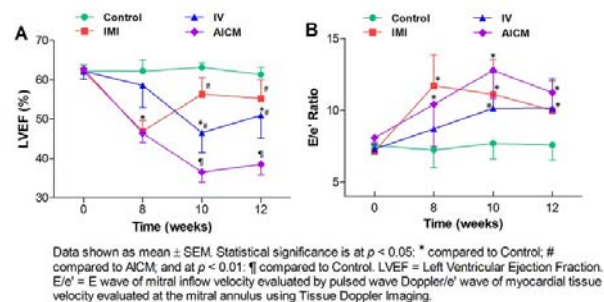 Control
IV
IMI
AICM
A
70
60
50
40
30
LVEF (%)
*
#
*#
#
#
*#
¶
¶
0
8
10
12
Time (weeks)
Control
IV
IMI
AICM
B
15
10
5
E/e' Ratio
*
*
*
*
*
*
*
0
8
10
12
Time (weeks)
Data shown as mean ± SEM. Statistical significance is at p < 0.05: * compared to Control; #
compared to AICM; and at p < 0.01: ¶ compared to Control. LVEF = Left Ventricular Ejection Fraction.
E/e' = E wave of mitral inflow velocity evaluated by pulsed wave Doppler/e' wave of myocardial tissue
velocity evaluated at the mitral annulus using Tissue Doppler Imaging.